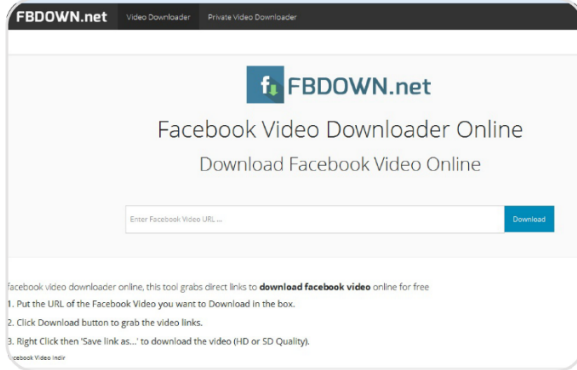 FBDOWN.net Video Downloader Private Video Downloader
FBDOWN.net
Facebook Video Downloader Online
Download Facebook Video Online
Enter Facebook Video URL ... Download
facebook video downloader online, this tool grabs direct links to download facebook video online for free
1. Put the URL of the Facebook Video you want to Download in the box.
2. Click Download button to grab the video links.
3. Right Click then 'Save link as...' to download the video (HD or SD Quality).
cebook Video Indir